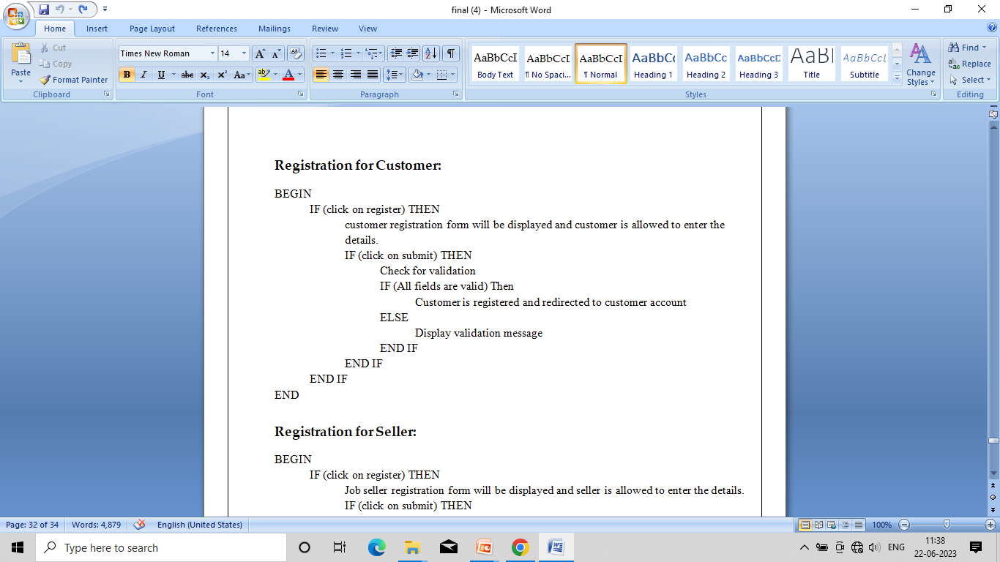 final (4) - Microsoft Word
Home Insert Page Layout References Mailings Review View
Paste
Cut
Copy
Format Painter
Clipboard
Times New Roman 14
Font
Paragraph
AaBbCcI AaBbCcI AaBbCcI AaBbCc AaBbCc AaBbCcD AaBl AaBbCcL
Body Text ¶ No Spaci... ¶ Normal Heading 1 Heading 2 Heading 3 Title Subtitle
Change Styles
Styles
Find
Replace
Select
Editing
Registration for Customer:
BEGIN
IF (click on register) THEN
customer registration form will be displayed and customer is allowed to enter the
details.
IF (click on submit) THEN
Check for validation
IF (All fields are valid) Then
Customer is registered and redirected to customer account
ELSE
Display validation message
END IF
END IF
END IF
END
Registration for Seller:
BEGIN
IF (click on register) THEN
Job seller registration form will be displayed and seller is allowed to enter the details.
IF (click on submit) THEN
Page: 32 of 34 Words: 4,879 English (United States) 100%
Type here to search
ENG
11:38
22-06-2023